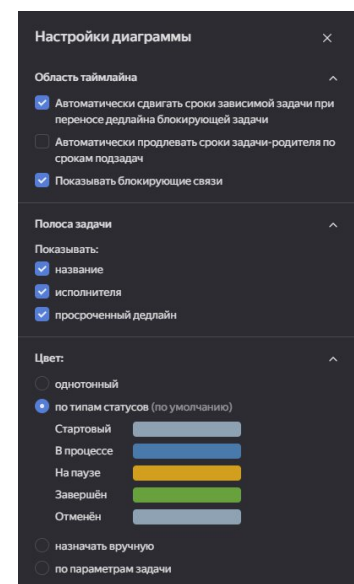 Настройки диаграммы
Область таймлайна
Автоматически сдвигать сроки зависимой задачи при
переносе дедлайна блокирующей задачи
Автоматически продлевать сроки задачи-родителя по
срокам подзадач
Показывать блокирующие связи
Полоса задачи
Показывать:
название
исполнителя
просроченный дедлайн
Цвет:
однотонный
по типам статусов (по умолчанию)
Стартовый
В процессе
На паузе
Завершён
Отменён
назначать вручную
по параметрам задачи